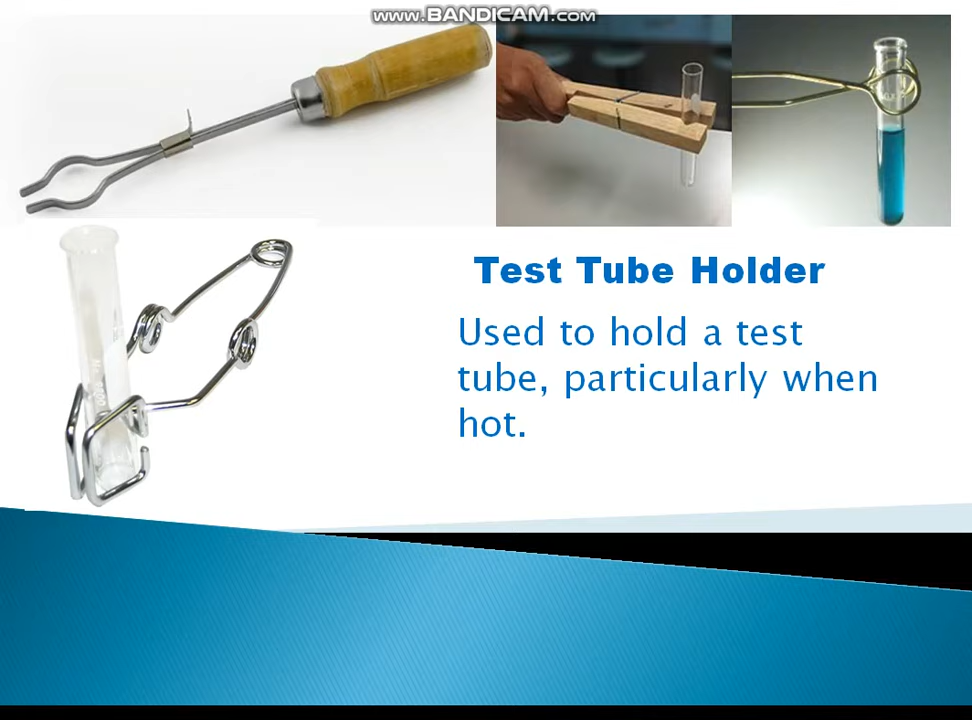 www.BANDICAM.com
Test Tube Holder
Used to hold a test
tube, particularly when
hot.